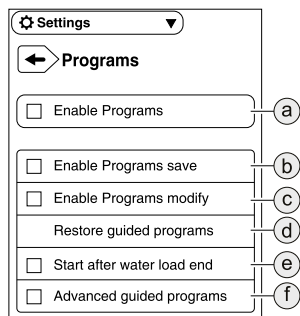 Settings
Programs
Enable Programs a
Enable Programs save b
Enable Programs modify c
Restore guided programs d
Start after water load end e
Advanced guided programs f